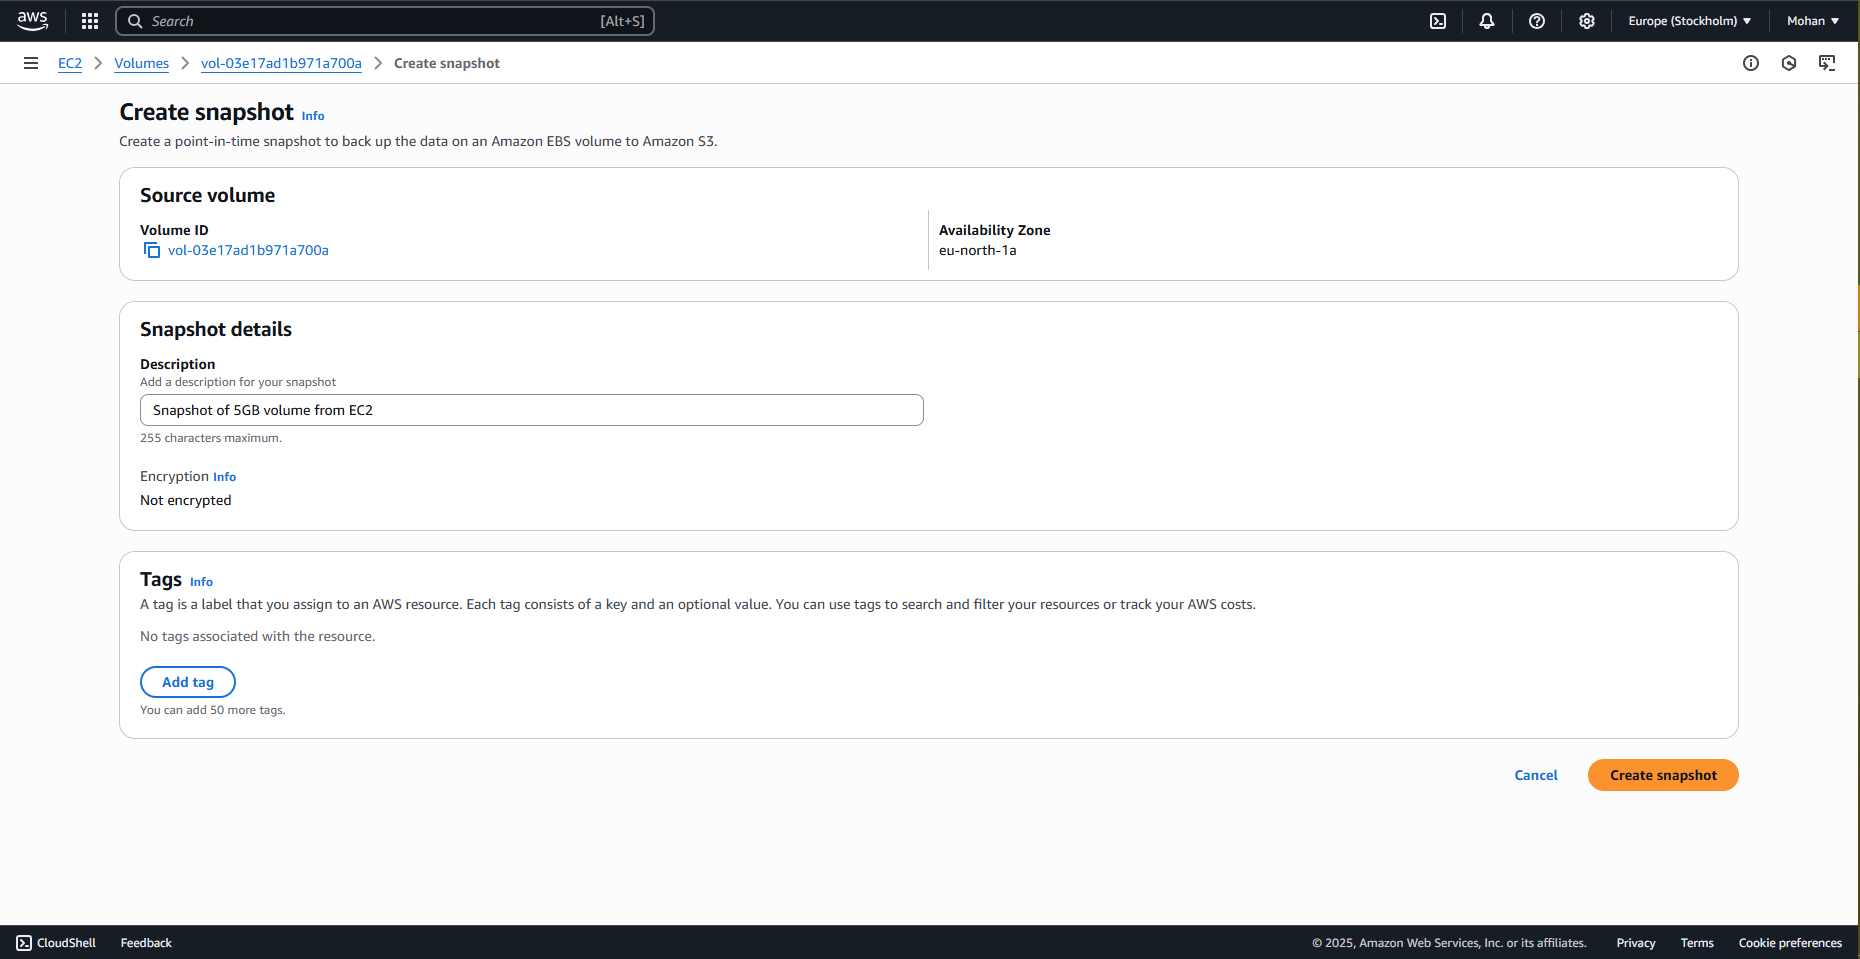 aws
Search [Alt+S]
Europe (Stockholm)
Mohan
EC2 Volumes vol-03e17ad1b971a700a Create snapshot
Create snapshot Info
Create a point-in-time snapshot to back up the data on an Amazon EBS volume to Amazon S3.
Source volume
Volume ID
vol-03e17ad1b971a700a
Availability Zone
eu-north-1a
Snapshot details
Description
Add a description for your snapshot
Snapshot of 5GB volume from EC2
255 characters maximum.
Encryption Info
Not encrypted
Tags Info
A tag is a label that you assign to an AWS resource. Each tag consists of a key and an optional value. You can use tags to search and filter your resources or track your AWS costs.
No tags associated with the resource.
Add tag
You can add 50 more tags.
Cancel
Create snapshot
CloudShell
Feedback
© 2025, Amazon Web Services, Inc. or its affiliates.
Privacy
Terms
Cookie preferences